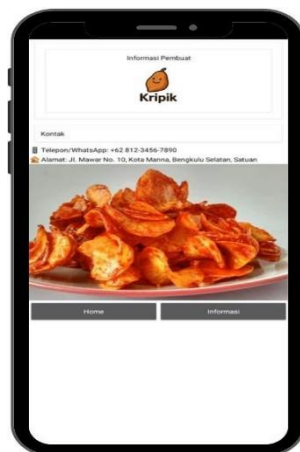 Informasi Pembuat
Kripik
Kontak
Telepon/WhatsApp: +62 812-3456-7890
Alamat: Jl. Mawar No. 10, Kota Manna, Bengkulu Selatan, Satuan
Home
Informasi